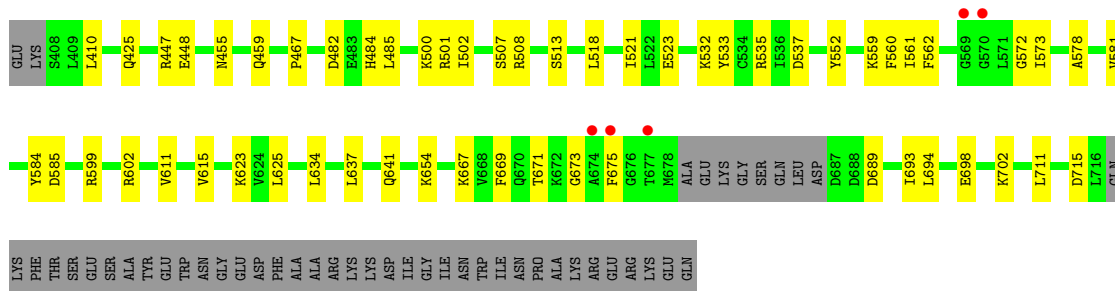 GLU LYS S408 L409 L410 Q425 R447 E448 N455 Q459 P467 D482 E483 H484 L485 K500 R501 I502 S507 R508 S513 L518 I521 L522 E523 K532 Y533 C534 R535 I536 D537 Y552 K559 F560 I561 F562 G569 G570 L571 G572 I573 A578 V581
Y584 D585 R599 R602 V611 V615 K623 V624 L625 L634 L637 Q641 K654 K667 V668 F669 Q670 T671 K672 G673 A674 F675 G676 T677 M678 ALA GLU LYS GLY SER GLN LEU ASP D687 D688 D689 I693 L694 E698 K702 L711 D715 L716 GLN
LYS PHE THR SER GLU SER ALA TYR GLU TRP ASN GLY GLU ASP PHE ALA ALA ARG LYS LYS ASP ILE GLY ILE ASN TRP ILE ASN PRO ALA LYS ARG GLU ARG LYS GLU GLN